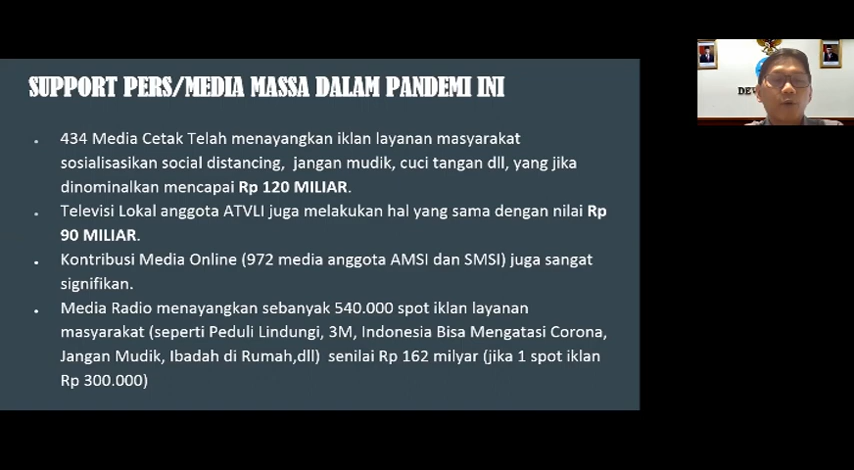 SUPPORT PERS/MEDIA MASSA DALAM PANDEMI INI
434 Media Cetak Telah menayangkan iklan layanan masyarakat
sosialisasikan social distancing, jangan mudik, cuci tangan dll, yang jika
dinominalkan mencapai Rp 120 MILIAR.
Televisi Lokal anggota ATVLI juga melakukan hal yang sama dengan nilai Rp
90 MILIAR.
Kontribusi Media Online (972 media anggota AMSI dan SMSI) juga sangat
signifikan.
Media Radio menayangkan sebanyak 540.000 spot iklan layanan
masyarakat (seperti Peduli Lindungi, 3M, Indonesia Bisa Mengatasi Corona,
Jangan Mudik, Ibadah di Rumah,dll) senilai Rp 162 milyar (jika 1 spot iklan
Rp 300.000)